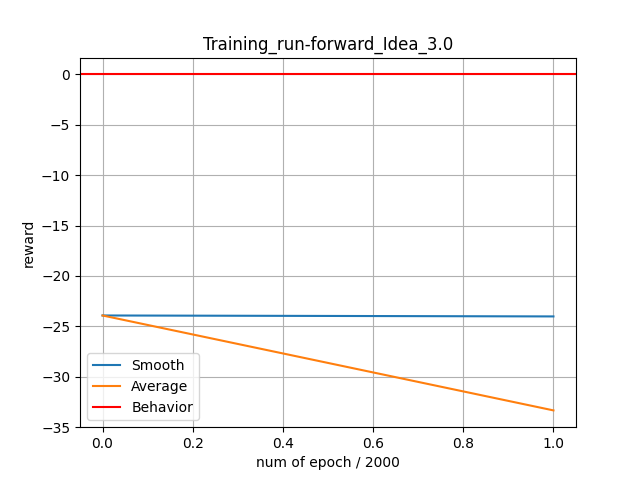 Training_run-forward_Idea_3.0
0
−5
−10
−15
−20
−25
−30
−35
reward
Smooth
Average
Behavior
0.0 0.2 0.4 0.6 0.8 1.0
num of epoch / 2000